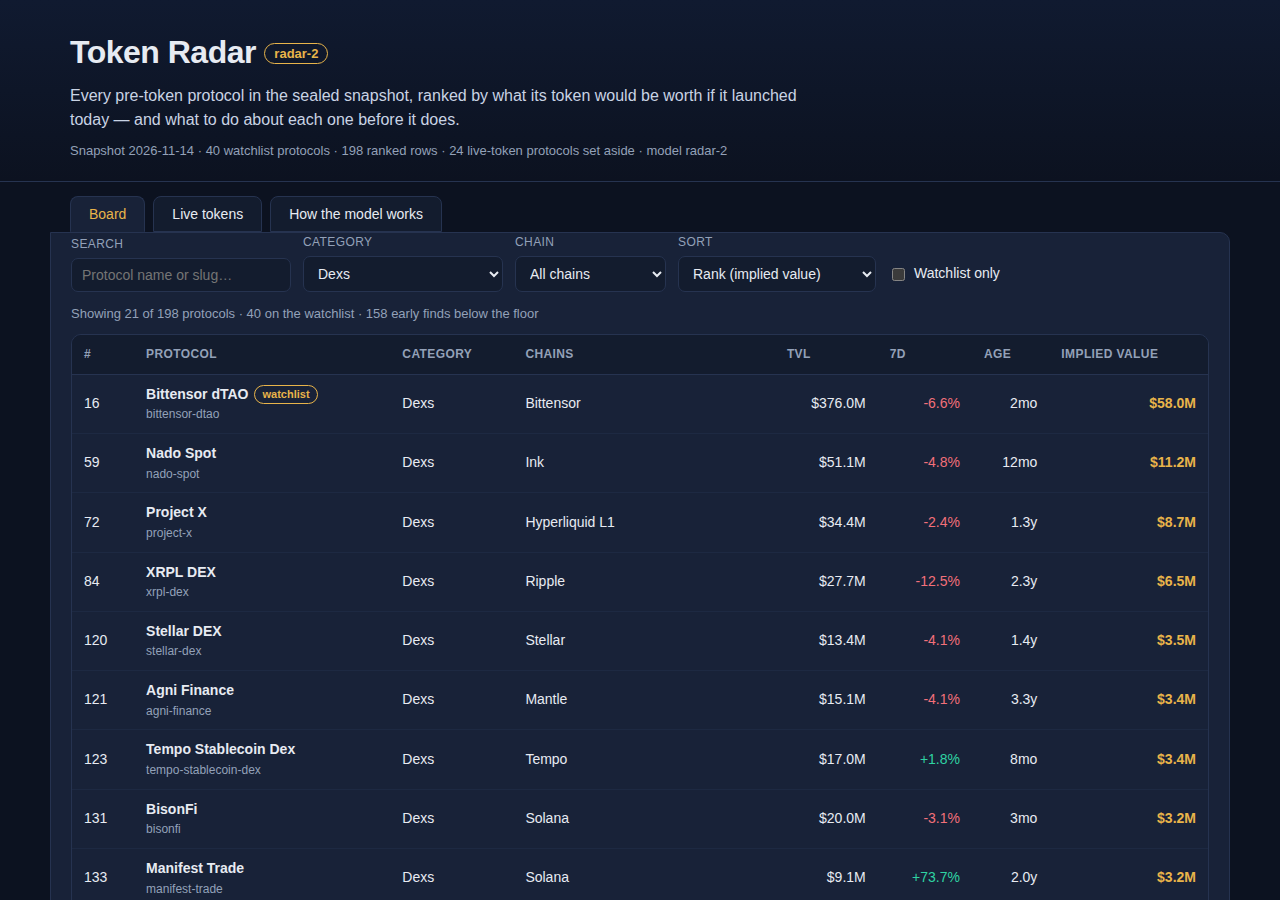 Token Radar radar-2
Every pre-token protocol in the sealed snapshot, ranked by what its token would be worth if it launched
today — and what to do about each one before it does.
Snapshot 2026-11-14 · 40 watchlist protocols · 198 ranked rows · 24 live-token protocols set aside · model radar-2
Board Live tokens How the model works
SEARCH CATEGORY CHAIN SORT
Protocol name or slug… Dexs All chains Rank (implied value) Watchlist only
Showing 21 of 198 protocols · 40 on the watchlist · 158 early finds below the floor
# PROTOCOL CATEGORY CHAINS TVL 7D AGE IMPLIED VALUE
16 Bittensor dTAO watchlist Dexs Bittensor $376.0M -6.6% 2mo $58.0M
bittensor-dtao
59 Nado Spot Dexs Ink $51.1M -4.8% 12mo $11.2M
nado-spot
72 Project X Dexs Hyperliquid L1 $34.4M -2.4% 1.3y $8.7M
project-x
84 XRPL DEX Dexs Ripple $27.7M -12.5% 2.3y $6.5M
xrpl-dex
120 Stellar DEX Dexs Stellar $13.4M -4.1% 1.4y $3.5M
stellar-dex
121 Agni Finance Dexs Mantle $15.1M -4.1% 3.3y $3.4M
agni-finance
123 Tempo Stablecoin Dex Dexs Tempo $17.0M +1.8% 8mo $3.4M
tempo-stablecoin-dex
131 BisonFi Dexs Solana $20.0M -3.1% 3mo $3.2M
bisonfi
133 Manifest Trade Dexs Solana $9.1M +73.7% 2.0y $3.2M
manifest-trade